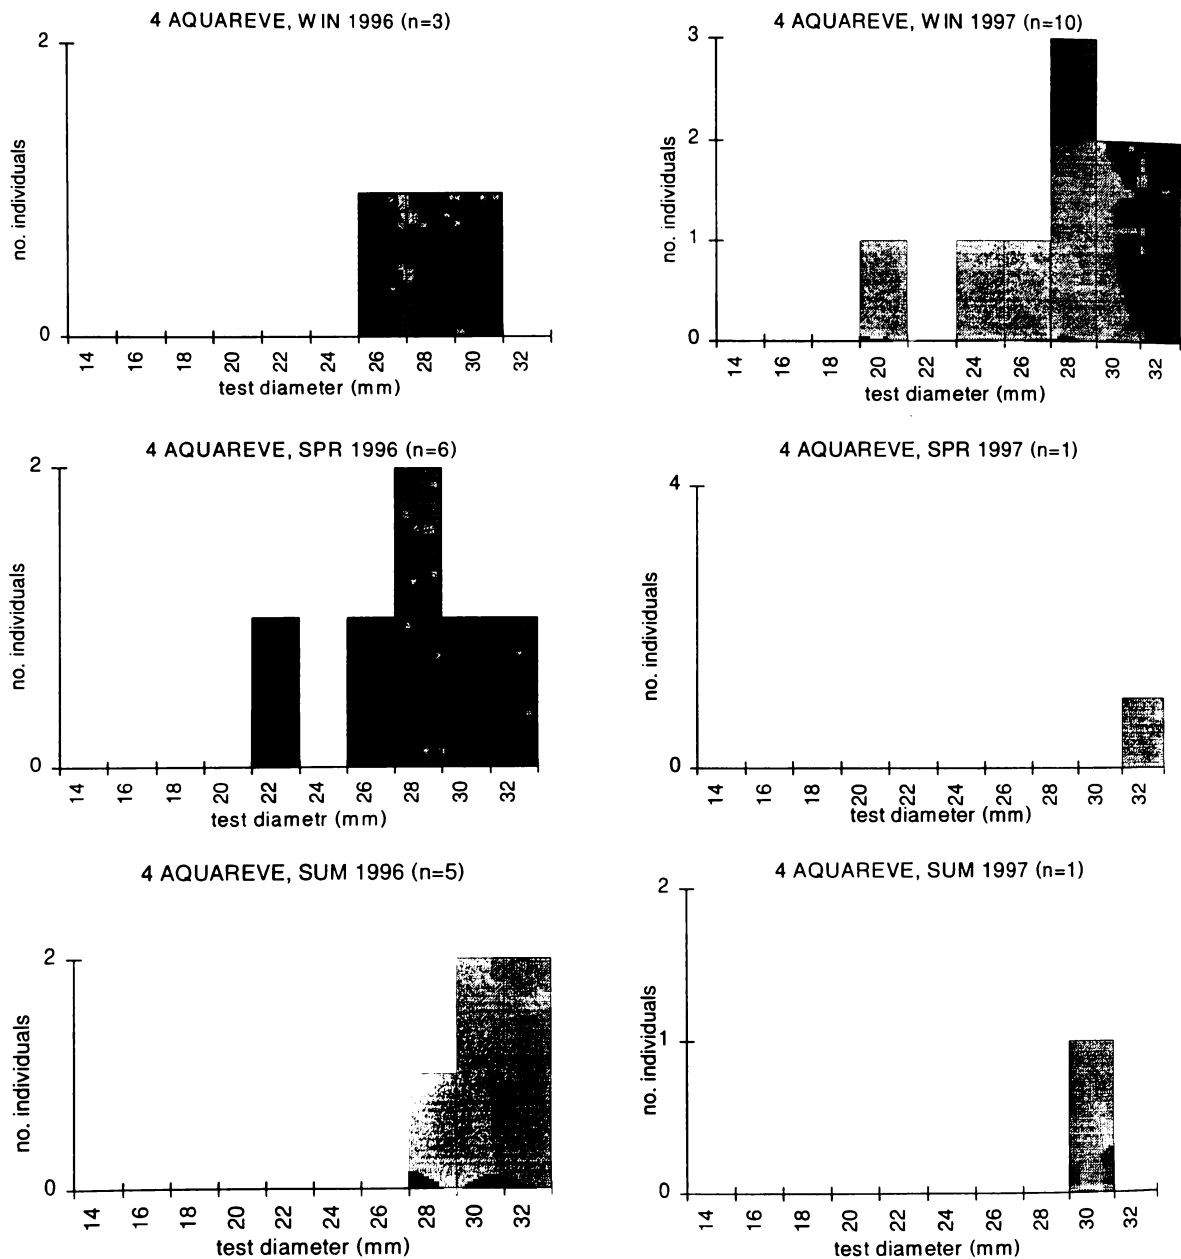 4 AQUAREVE, WIN 1996 (n=3)
2
0
no. individuals
14 16 18 20 22 24 26 28 30 32
test diameter (mm)
4 AQUAREVE, WIN 1997 (n=10)
3
2
1
0
no. individuals
14 16 18 20 22 24 26 28 30 32
test diameter (mm)
4 AQUAREVE, SPR 1996 (n=6)
2
0
no. individuals
14 16 18 20 22 24 26 28 30 32
test diametr (mm)
4 AQUAREVE, SPR 1997 (n=1)
4
0
no. individuals
14 16 18 20 22 24 26 28 30 32
test diameter (mm)
4 AQUAREVE, SUM 1996 (n=5)
2
0
no. individuals
14 16 18 20 22 24 26 28 30 32
test diameter (mm)
4 AQUAREVE, SUM 1997 (n=1)
2
1
0
no. individuals
14 16 18 20 22 24 26 28 30 32
test diameter (mm)